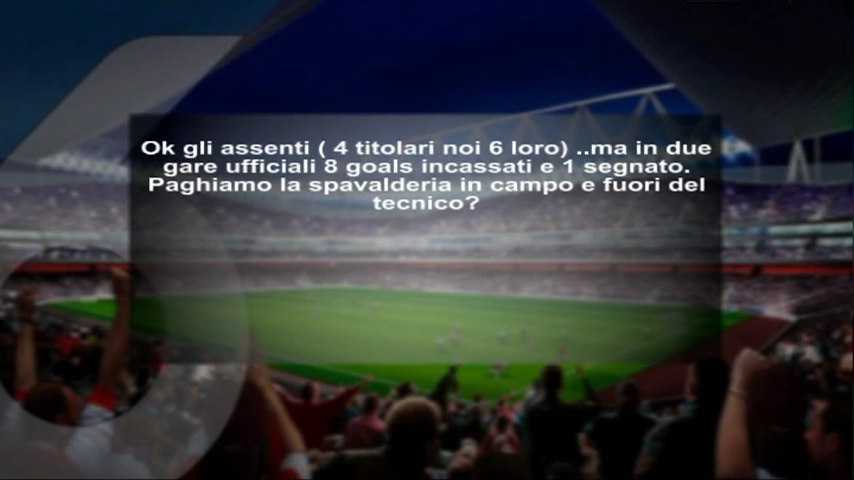 Ok gli assenti ( 4 titolari noi 6 loro) ..ma in due
gare ufficiali 8 goals incassati e 1 segnato.
Paghiamo la spavalderia in campo e fuori del
tecnico?